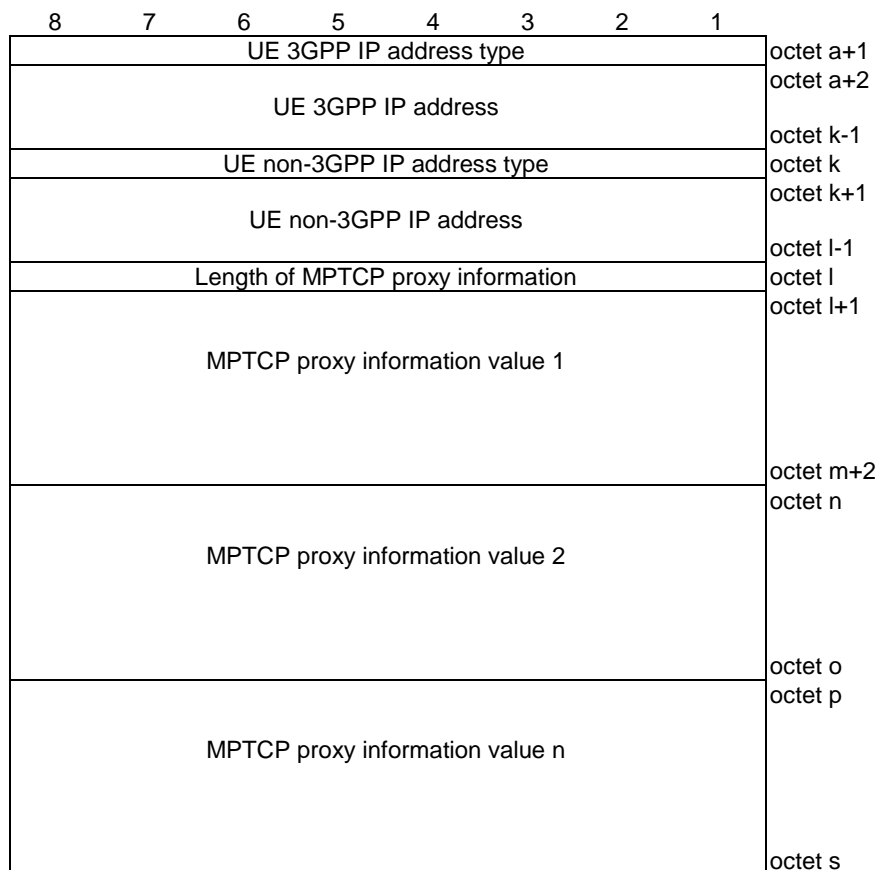 8 7 6 5 4 3 2 1
UE 3GPP IP address type octet a+1
octet a+2
UE 3GPP IP address
octet k-1
UE non-3GPP IP address type octet k
octet k+1
UE non-3GPP IP address
octet l-1
Length of MPTCP proxy information octet l
octet l+1
MPTCP proxy information value 1
octet m+2
octet n
MPTCP proxy information value 2
octet o
octet p
MPTCP proxy information value n
octet s